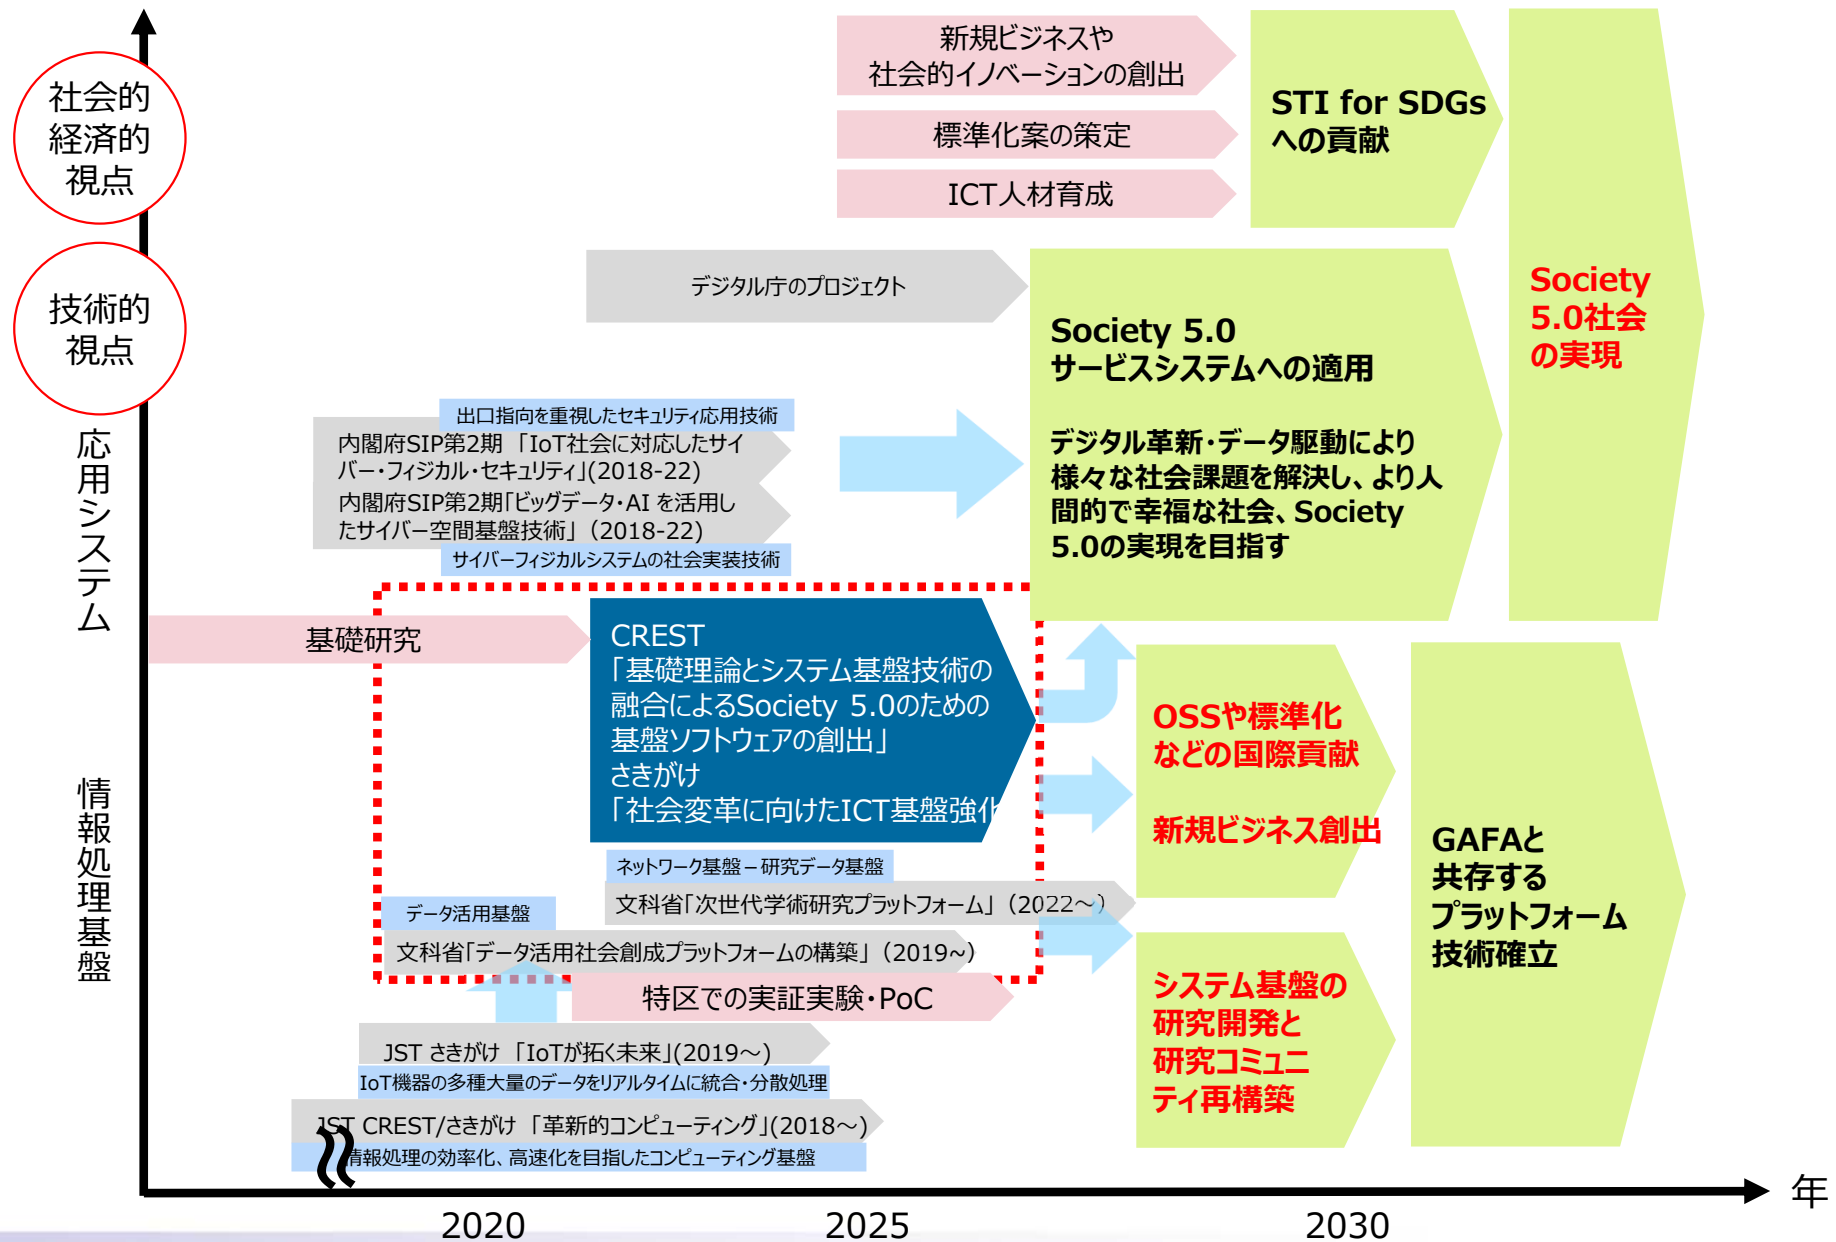 社会的
経済的
視点
技術的
視点
応用システム
情報処理基盤
新規ビジネスや
社会的イノベーションの創出
標準化案の策定
ICT人材育成
STI for SDGs
への貢献
Society
5.0社会
の実現
デジタル庁のプロジェクト
Society 5.0
サービスシステムへの適用
デジタル革新・データ駆動により
様々な社会課題を解決し、より人
間的で幸福な社会、Society
5.0の実現を目指す
出口指向を重視したセキュリティ応用技術
内閣府SIP第2期 「IoT社会に対応したサイ
バー・フィジカル・セキュリティ」(2018-22)
内閣府SIP第2期「ビッグデータ・AI を活用し
たサイバー空間基盤技術」（2018-22)
サイバーフィジカルシステムの社会実装技術
基礎研究
CREST
「基礎理論とシステム基盤技術の
融合によるSociety 5.0のための
基盤ソフトウェアの創出」
さきがけ
「社会変革に向けたICT基盤強化
OSSや標準化
などの国際貢献
新規ビジネス創出
GAFAと
共存する
プラットフォーム
技術確立
ネットワーク基盤－研究データ基盤
文科省「次世代学術研究プラットフォーム」（2022～）
データ活用基盤
文科省「データ活用社会創成プラットフォームの構築」（2019~)
特区での実証実験・PoC
システム基盤の
研究開発と
研究コミュニ
ティ再構築
JST さきがけ 「IoTが拓く未来」(2019～)
IoT機器の多種大量のデータをリアルタイムに統合・分散処理
JST CREST/さきがけ 「革新的コンピューティング」(2018～)
情報処理の効率化、高速化を目指したコンピューティング基盤
年
2020
2025
2030